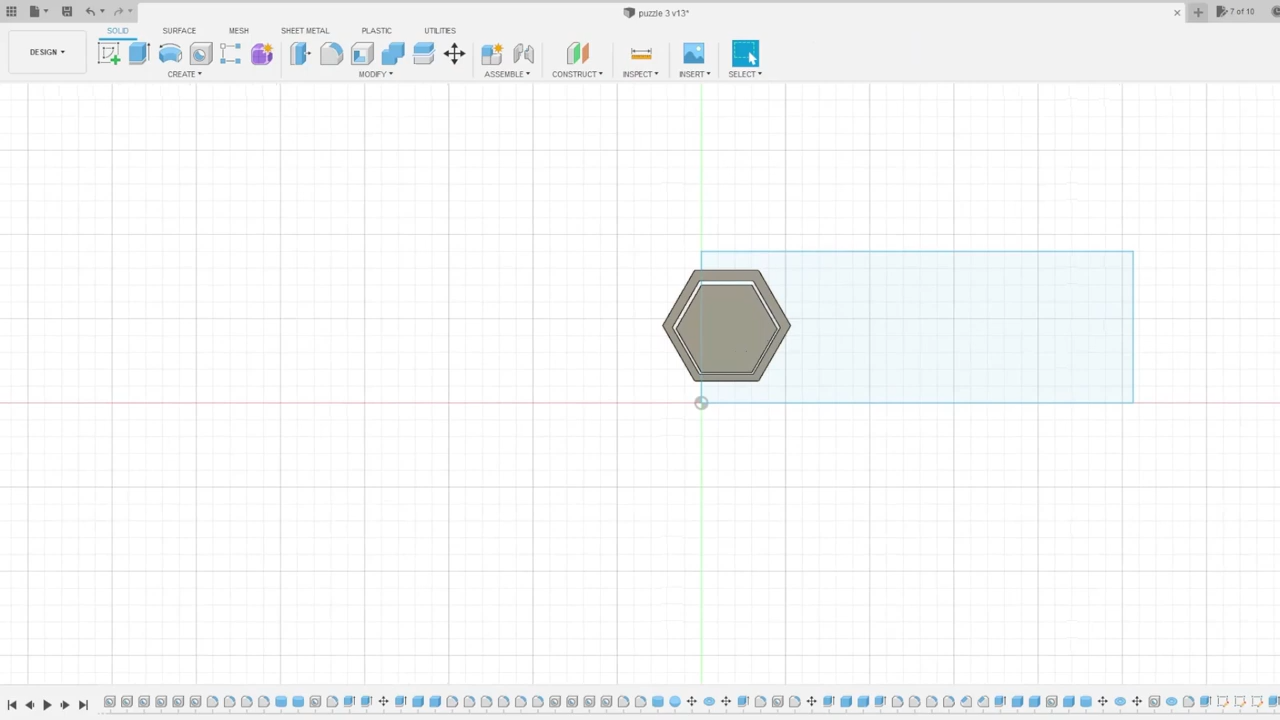 puzzle 3 v13*
7 of 10
SOLID SURFACE MESH SHEET METAL PLASTIC UTILITIES
DESIGN
CREATE MODIFY ASSEMBLE CONSTRUCT INSPECT INSERT SELECT